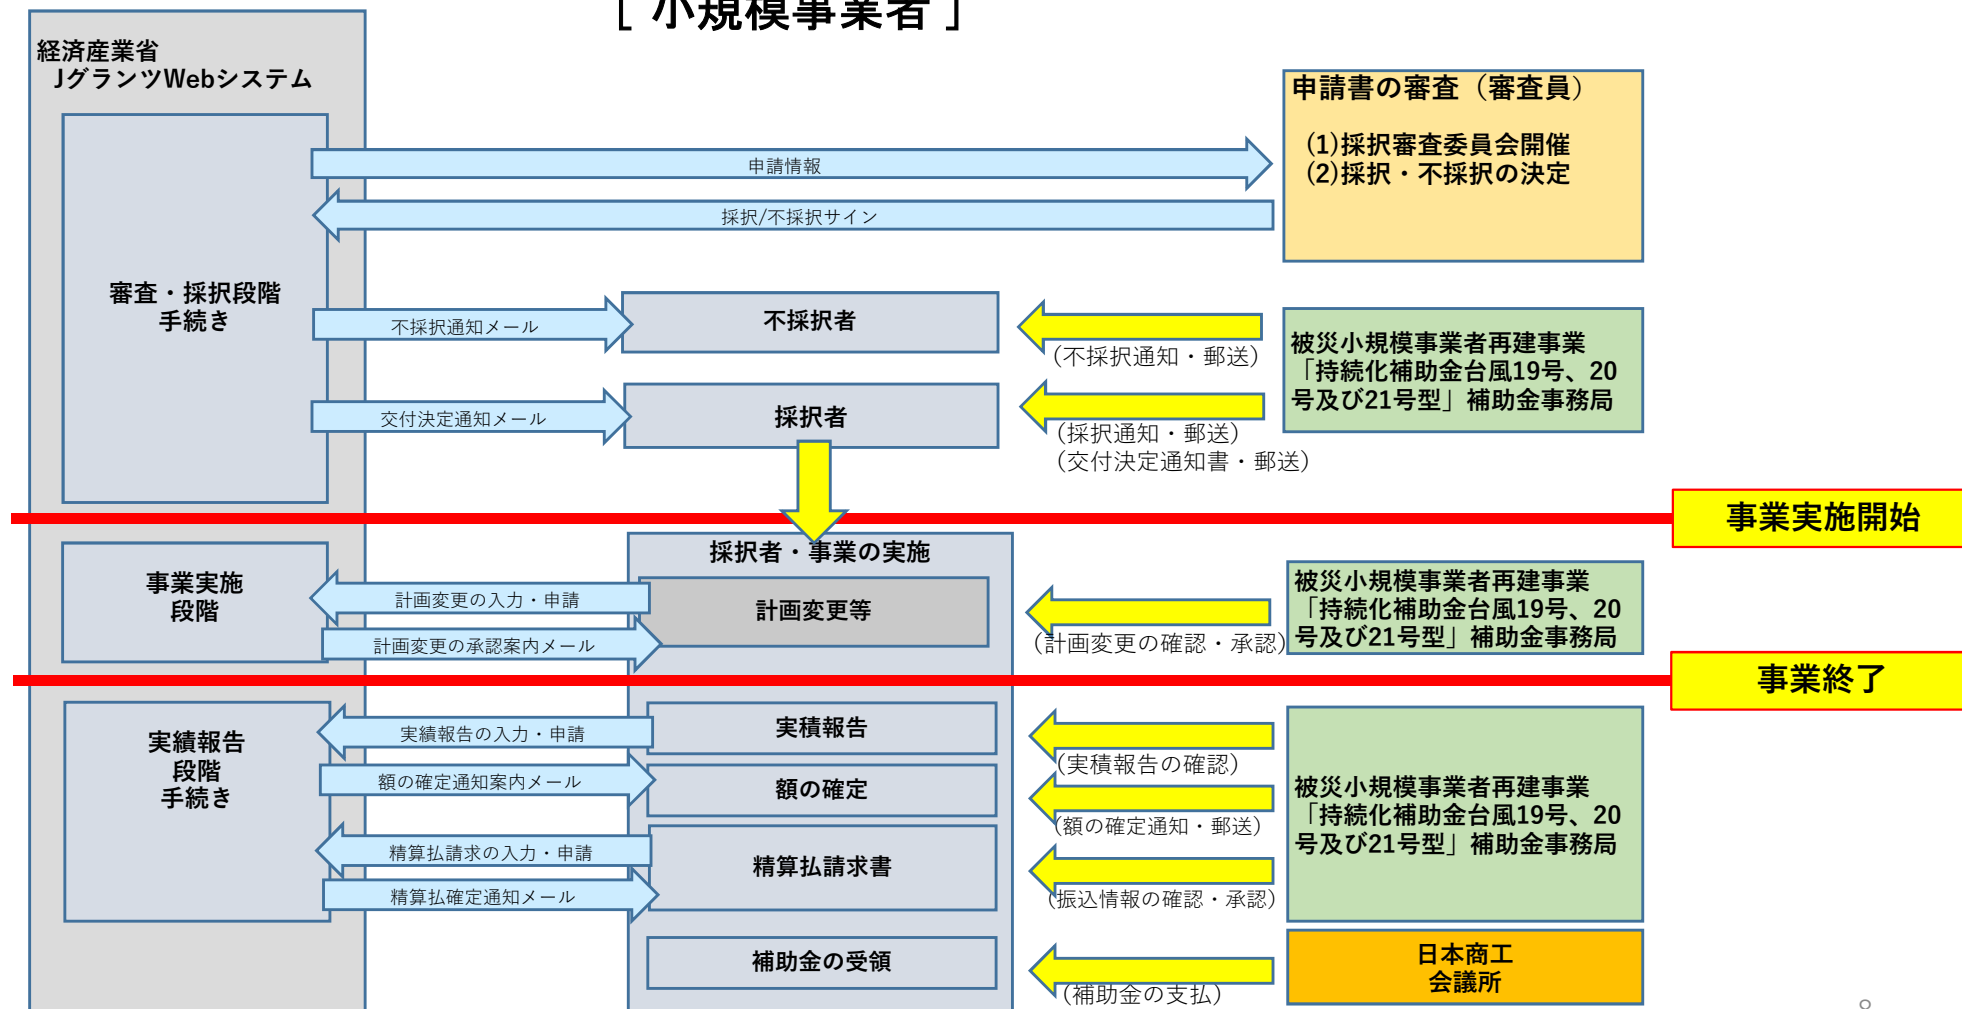 [ 小規模事業者 ]
経済産業省
JグランツWebシステム
申請書の審査（審査員）
(1)採択審査委員会開催
(2)採択・不採択の決定
申請情報
採択/不採択サイン
審査・採択段階
手続き
不採択通知メール
不採択者
（不採択通知・郵送）
被災小規模事業者再建事業
「持続化補助金台風19号、20
号及び21号型」補助金事務局
交付決定通知メール
採択者
（採択通知・郵送）
（交付決定通知書・郵送）
事業実施開始
採択者・事業の実施
事業実施
段階
計画変更の入力・申請
計画変更等
計画変更の承認案内メール
（計画変更の確認・承認）
被災小規模事業者再建事業
「持続化補助金台風19号、20
号及び21号型」補助金事務局
事業終了
実績報告
段階
手続き
実績報告の入力・申請
実積報告
（実積報告の確認）
額の確定通知案内メール
額の確定
（額の確定通知・郵送）
被災小規模事業者再建事業
「持続化補助金台風19号、20
号及び21号型」補助金事務局
精算払請求の入力・申請
精算払請求書
精算払確定通知メール
（振込情報の確認・承認）
補助金の受領
（補助金の支払）
日本商工
会議所